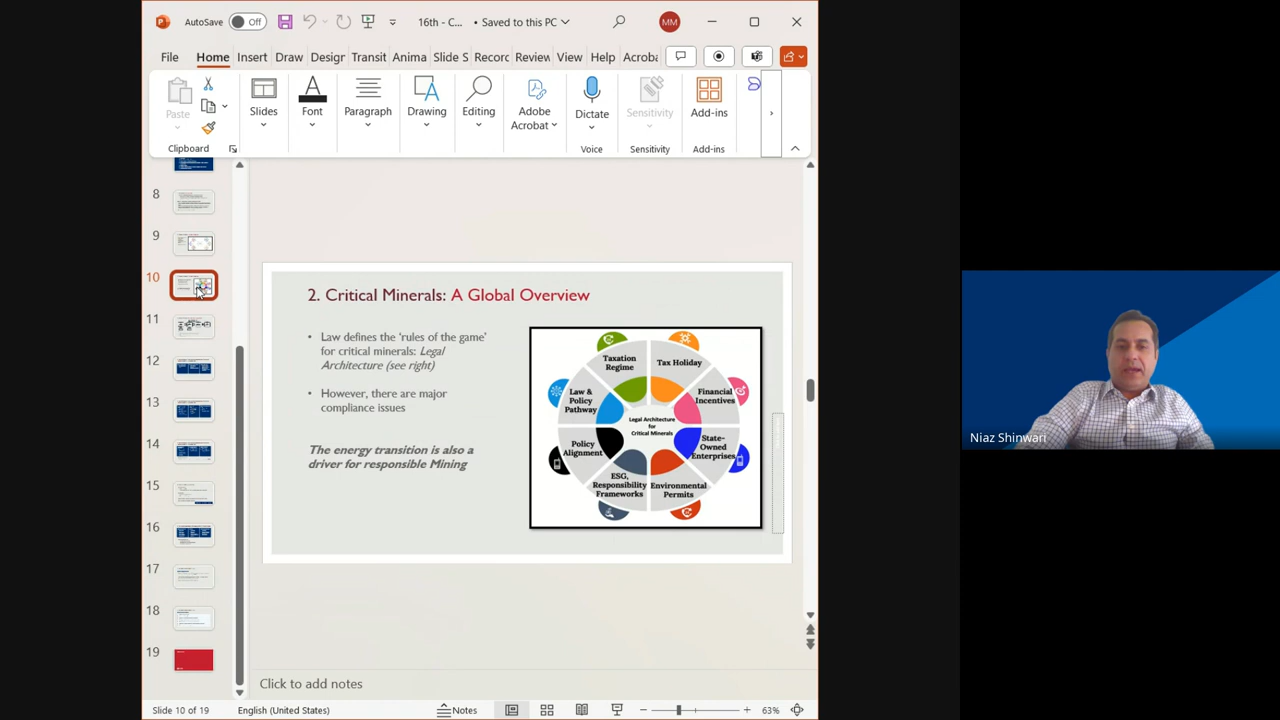 AutoSave Off 16th - C... • Saved to this PC MM
File Home Insert Draw Design Transit Anima Slide S Record Review View Help Acroba
Paste Slides Font Paragraph Drawing Editing Adobe Acrobat Dictate Sensitivity Add-ins
Clipboard Voice Sensitivity Add-ins
8
9
10
11
12
13
14
15
16
17
18
19
2. Critical Minerals: A Global Overview
• Law defines the ‘rules of the game’
for critical minerals: Legal
Architecture (see right)
• However, there are major
compliance issues
The energy transition is also a
driver for responsible Mining
Taxation
Regime
Tax Holiday
Law &
Policy
Pathway
Financial
Incentives
Legal Architecture
for
Critical Minerals
Policy
Alignment
State-
Owned
Enterprises
ESG,
Responsibility
Frameworks
Environmental
Permits
Niaz Shinwari
Click to add notes
Slide 10 of 19 English (United States) Notes 63%